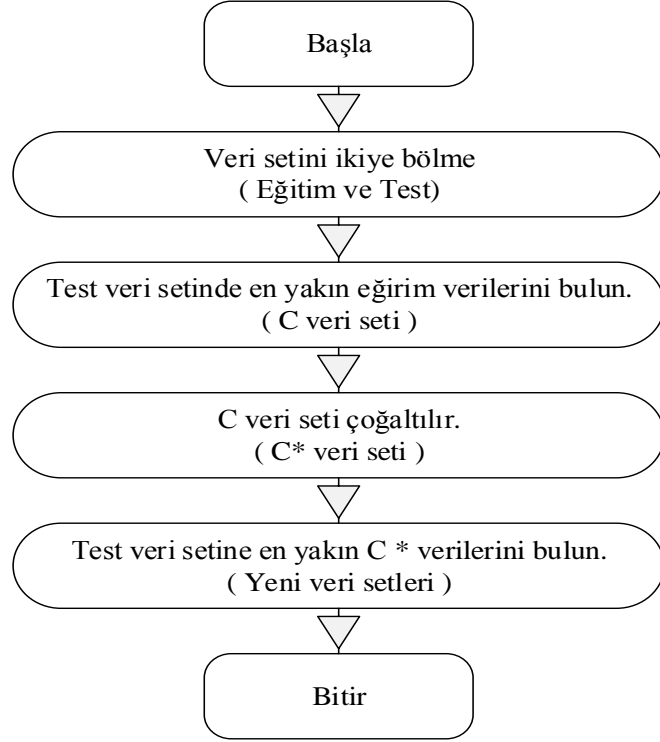 Başla
Veri setini ikiye bölme
( Eğitim ve Test)
Test veri setinde en yakın eğirim verilerini bulun.
( C veri seti )
C veri seti çoğaltılır.
( C* veri seti )
Test veri setine en yakın C * verilerini bulun.
( Yeni veri setleri )
Bitir